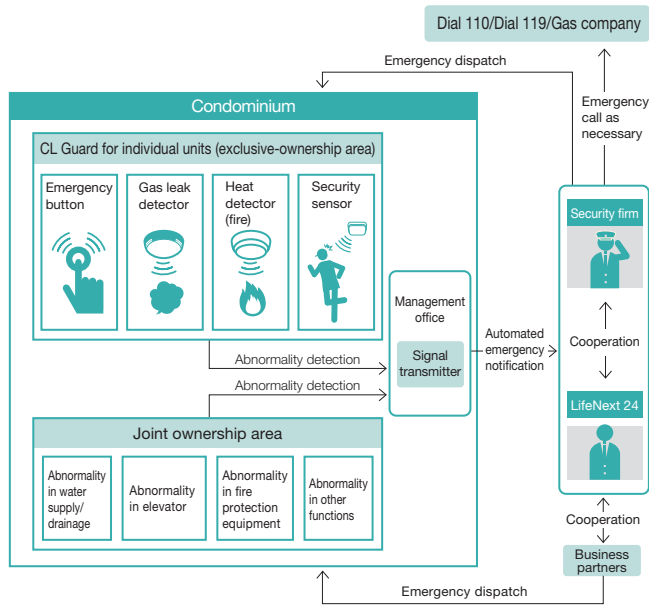 Dial 110/Dial 119/Gas company
Emergency dispatch
Emergency
call as
necessary
Condominium
CL Guard for individual units (exclusive-ownership area)
Emergency
button
Gas leak
detector
Heat
detector
(fire)
Security
sensor
Security firm
Management
office
Signal
transmitter
Automated
emergency
notification
Cooperation
Abnormality detection
Abnormality detection
LifeNext 24
Joint ownership area
Abnormality
in water
supply/
drainage
Abnormality
in elevator
Abnormality
in fire
protection
equipment
Abnormality
in other
functions
Cooperation
Business
partners
Emergency dispatch